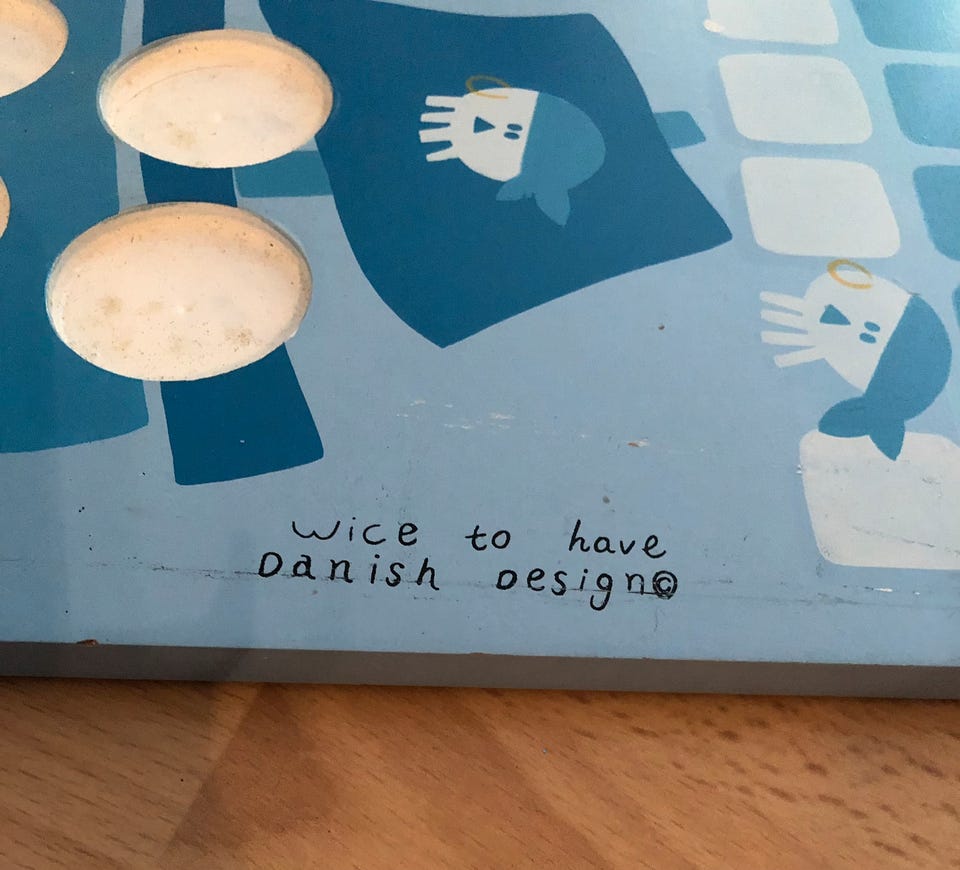 wice to have
Danish Design©